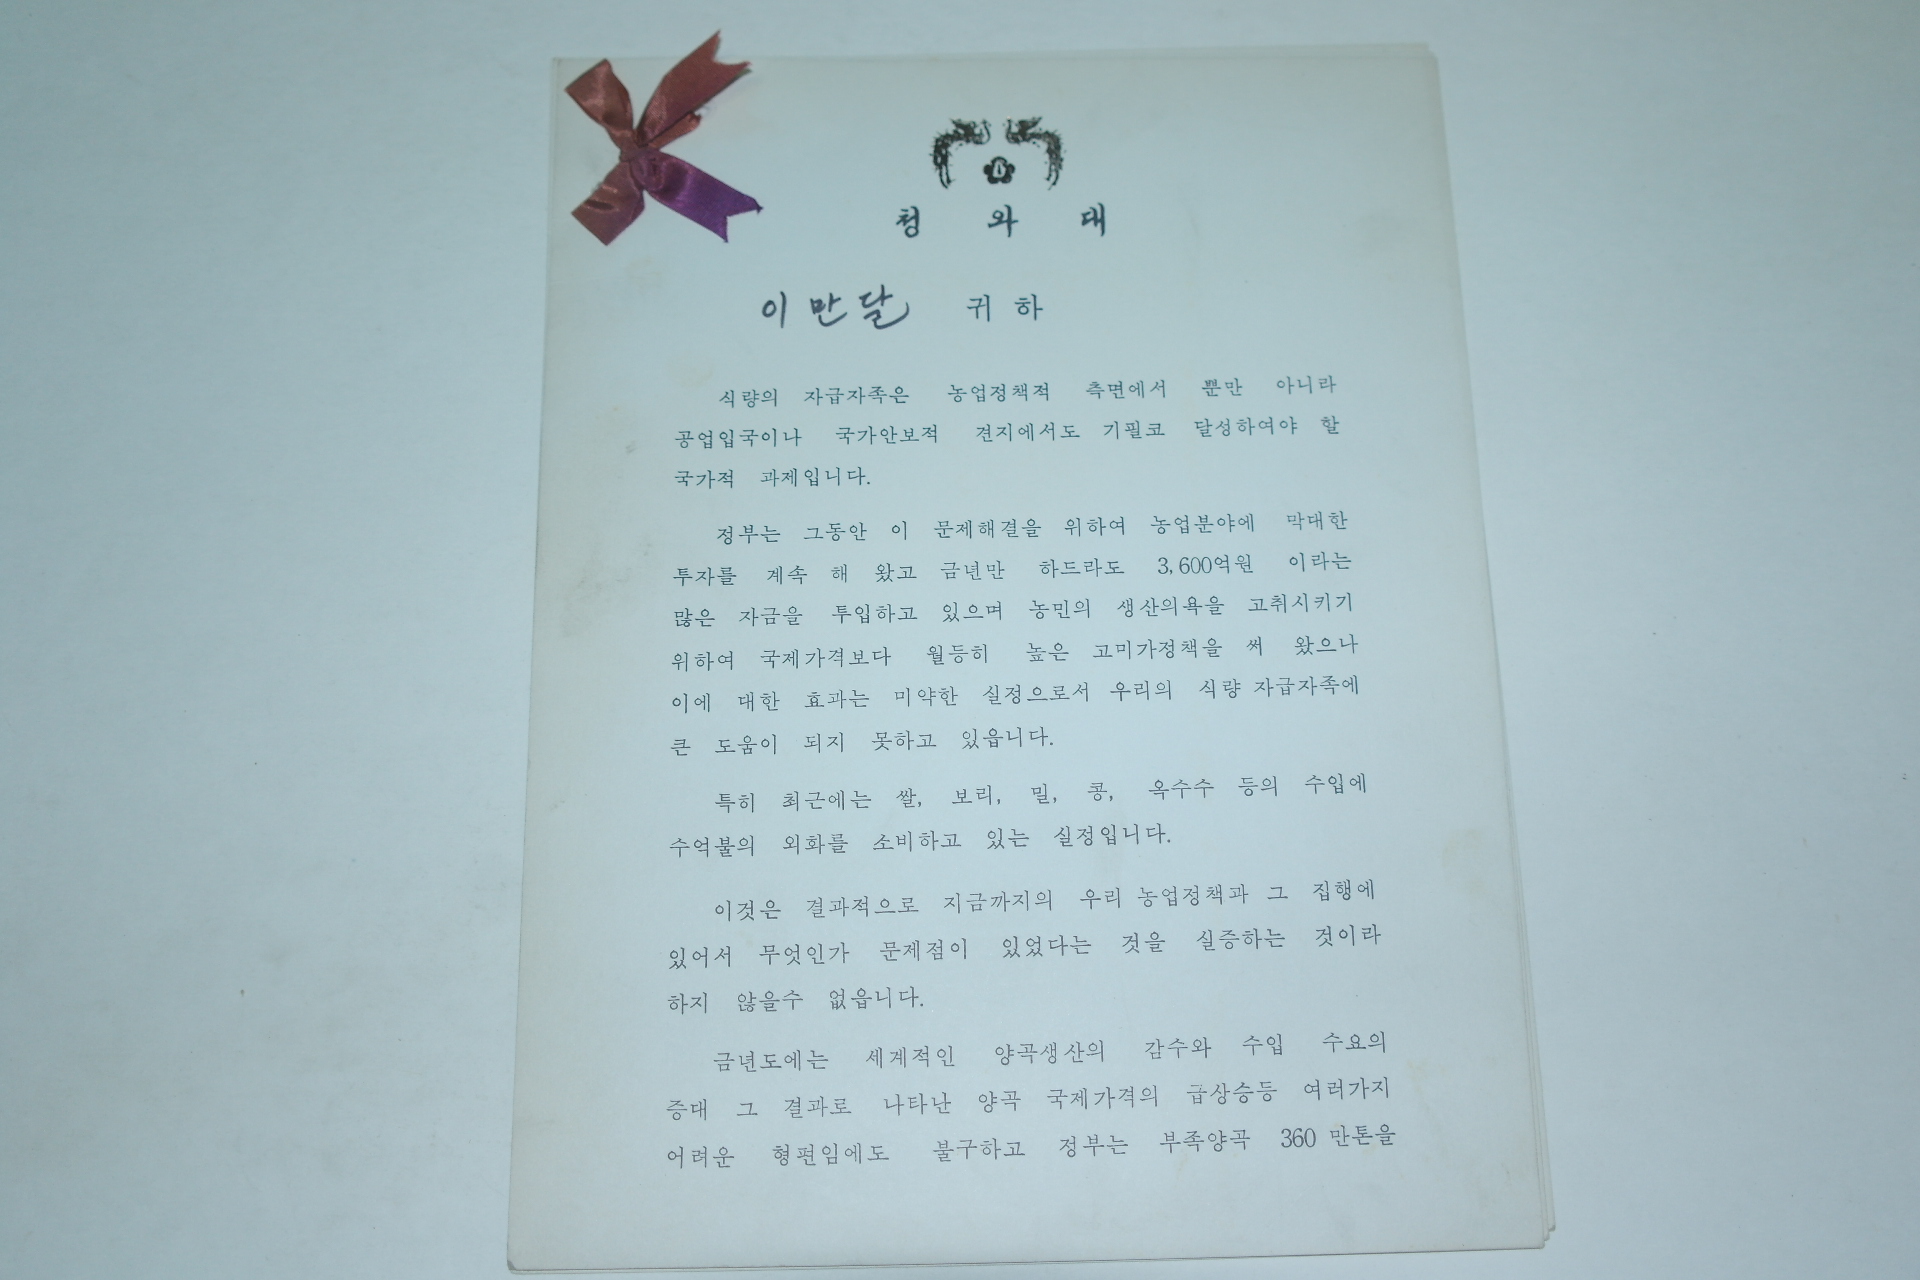 청 와 대
이만달 귀하
식량의 자급자족은 농업정책적 측면에서 뿐만 아니라
공업입국이나 국가안보적 견지에서도 기필코 달성하여야 할
국가적 과제입니다.
정부는 그동안 이 문제해결을 위하여 농업분야에 막대한
투자를 계속 해 왔고 금년만 하드라도 3,600억원 이라는
많은 자금을 투입하고 있으며 농민의 생산의욕을 고취시키기
위하여 국제가격보다 월등히 높은 고미가정책을 써 왔으나
이에 대한 효과는 미약한 실정으로서 우리의 식량 자급자족에
큰 도움이 되지 못하고 있읍니다.
특히 최근에는 쌀, 보리, 밀, 콩, 옥수수 등의 수입에
수억불의 외화를 소비하고 있는 실정입니다.
이것은 결과적으로 지금까지의 우리 농업정책과 그 집행에
있어서 무엇인가 문제점이 있었다는 것을 실증하는 것이라
하지 않을수 없읍니다.
금년도에는 세계적인 양곡생산의 감수와 수입 수요의
증대 그 결과로 나타난 양곡 국제가격의 급상승등 여러가지
어려운 형편임에도 불구하고 정부는 부족양곡 360 만톤을